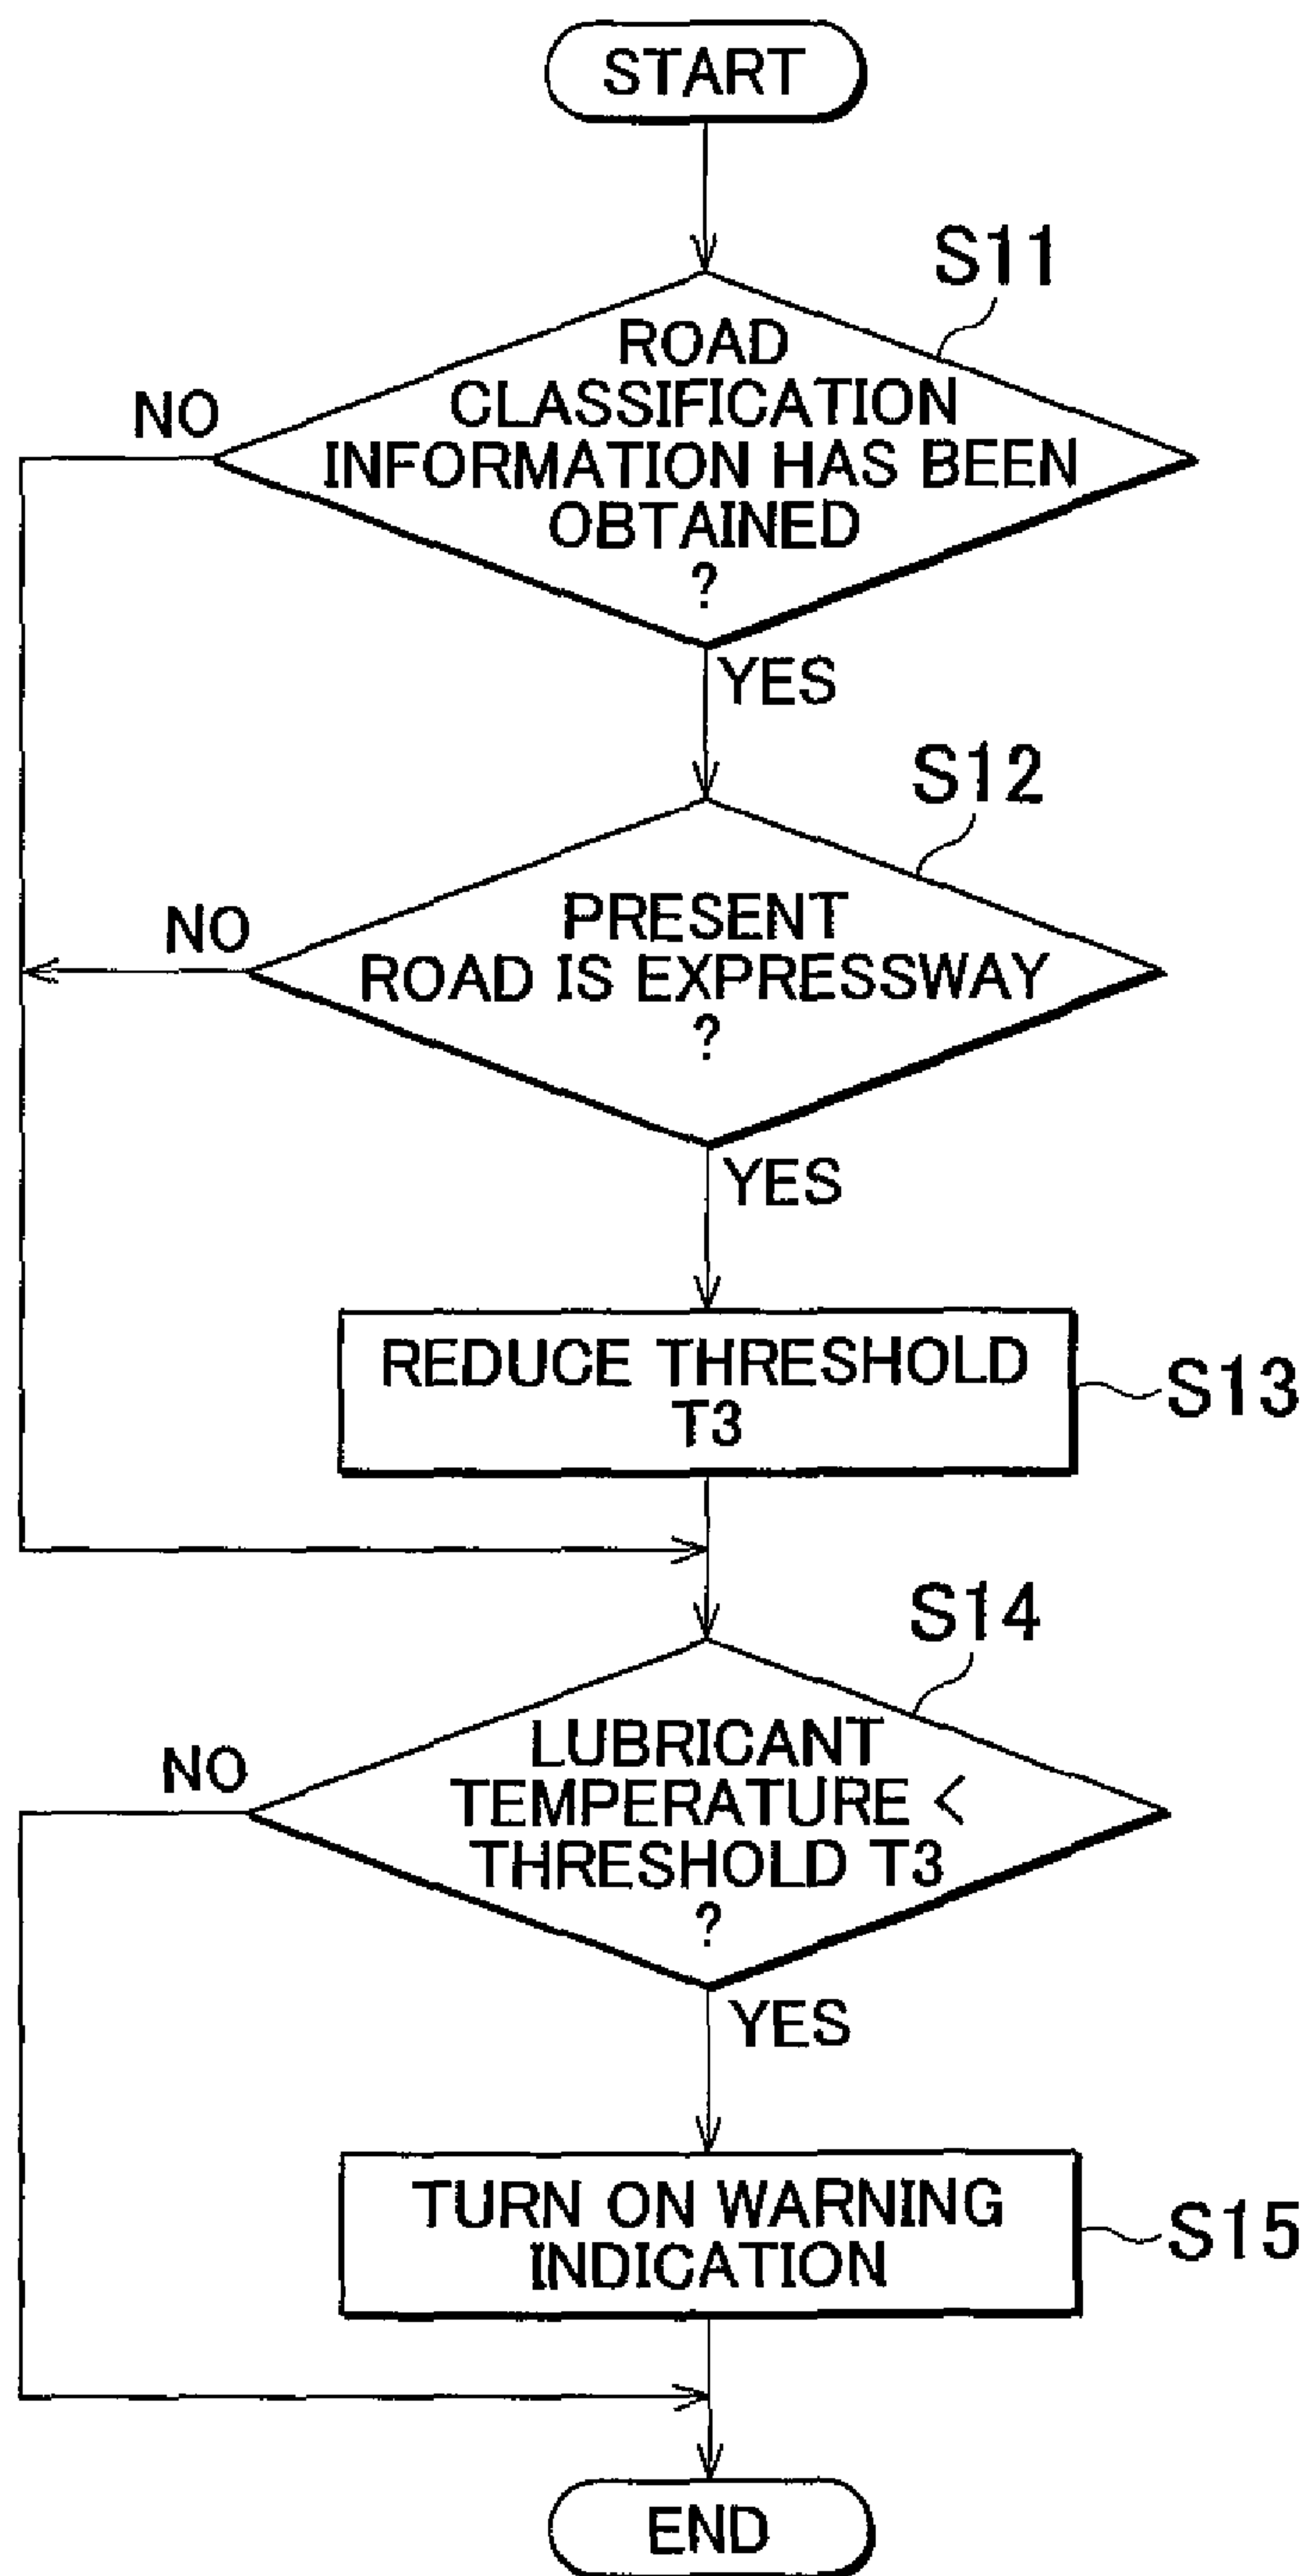 START
S11
ROAD
CLASSIFICATION
INFORMATION HAS BEEN
OBTAINED
?
NO
YES
S12
PRESENT
ROAD IS EXPRESSWAY
?
NO
YES
REDUCE THRESHOLD
T3
S13
S14
LUBRICANT
TEMPERATURE <
THRESHOLD T3
?
NO
YES
TURN ON WARNING
INDICATION
S15
END